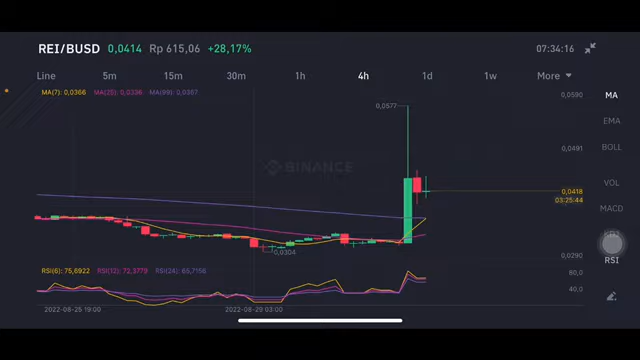 REI/BUSD 0,0414 Rp 615,06 +28,17% 07:34:16
Line 5m 15m 30m 1h 4h 1d 1w More
MA(7): 0,0366 MA(25): 0,0336 MA(99): 0,0367
0,0590
MA
0,0577
EMA
0,0491
BOLL
BINANCE
VOL
0,0418
03:25:44
MACD
0,0304
0,0290
RSI
RSI(6): 75,6922 RSI(12): 72,3779 RSI(24): 65,7156
80,0
40,0
2022-08-25 19:00 2022-08-29 03:00